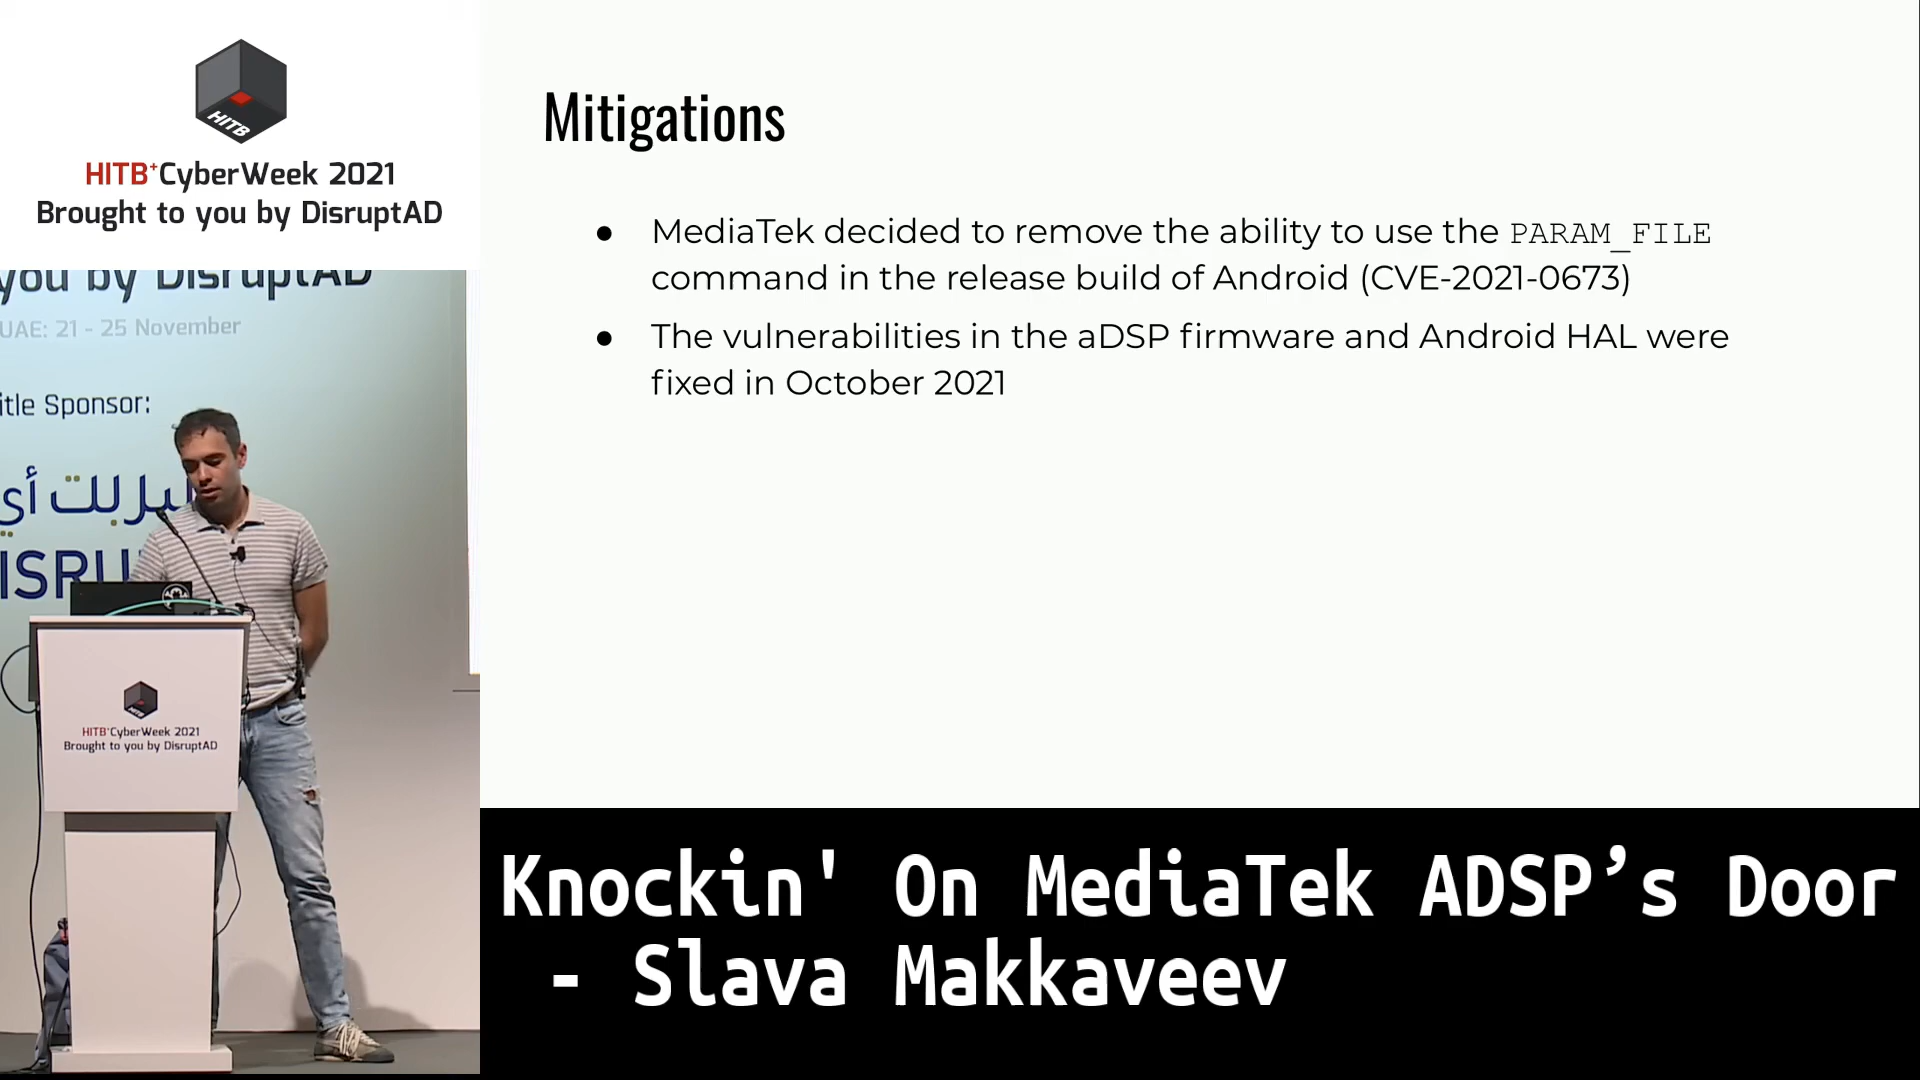 HITB
HITB+CyberWeek 2021
Brought to you by DisruptAD
you by DisruptAD
UAE: 21 - 25 November
itle Sponsor:
ISRU
HITB+CyberWeek 2021
Brought to you by DisruptAD
Mitigations
● MediaTek decided to remove the ability to use the PARAM_FILE
command in the release build of Android (CVE-2021-0673)
● The vulnerabilities in the aDSP firmware and Android HAL were
fixed in October 2021
Knockin' On MediaTek ADSP’s Door
- Slava Makkaveev